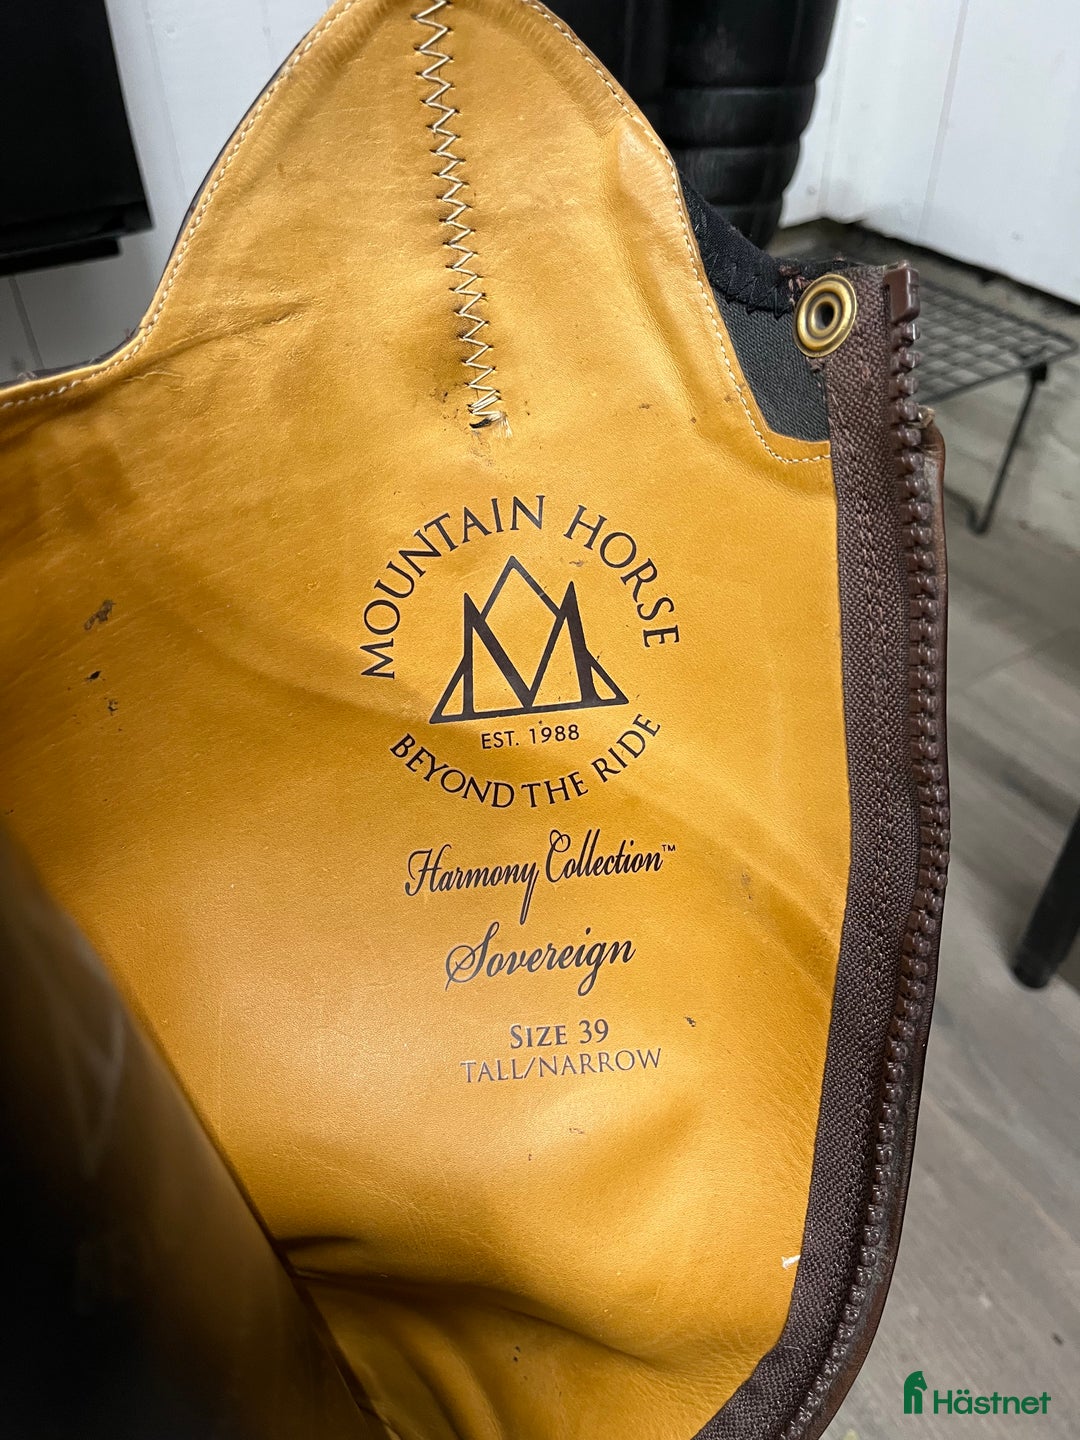 MOUNTAIN HORSE
EST. 1988
BEYOND THE RIDE
Harmony Collection™
Sovereign
SIZE 39
TALL/NARROW
Hästnet